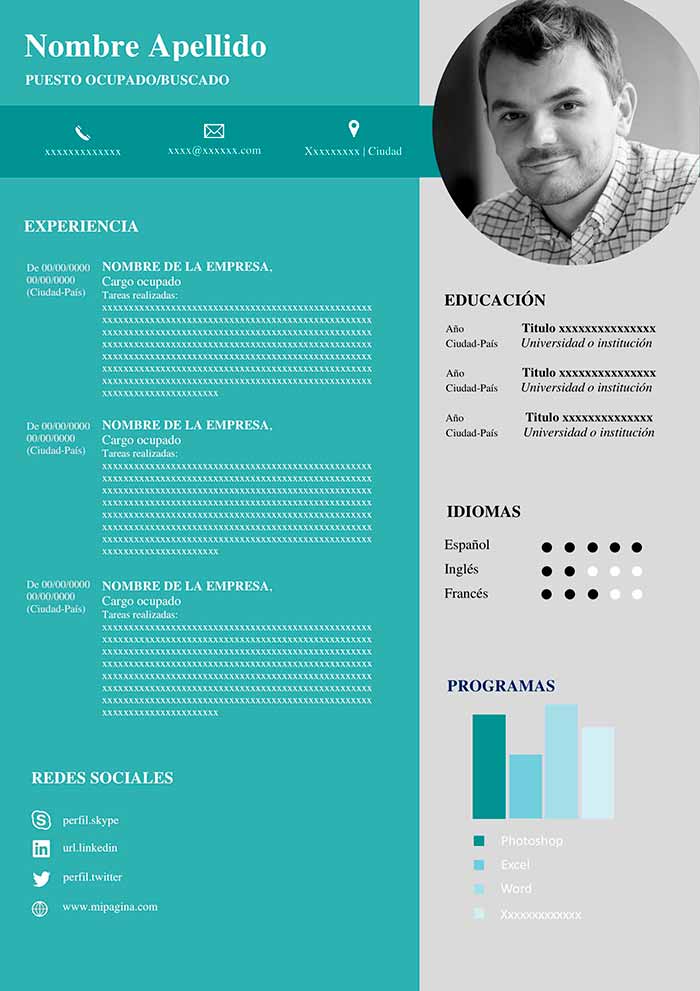 Nombre Apellido
PUESTO OCUPADO/BUSCADO
xxxxxxxxxxxxx
xxxx@xxxxxx.com
Xxxxxxxxx | Ciudad
EXPERIENCIA
De 00/00/0000
00/00/0000
(Ciudad-País)
NOMBRE DE LA EMPRESA,
Cargo ocupado
Tareas realizadas:
De 00/00/0000
00/00/0000
(Ciudad-País)
NOMBRE DE LA EMPRESA,
Cargo ocupado
Tareas realizadas:
De 00/00/0000
00/00/0000
(Ciudad-País)
NOMBRE DE LA EMPRESA,
Cargo ocupado
Tareas realizadas:
REDES SOCIALES
perfil.skype
url.linkedin
perfil.twitter
www.mipagina.com
EDUCACIÓN
Año Titulo xxxxxxxxxxxxxxx
Ciudad-País Universidad o institución
Año Titulo xxxxxxxxxxxxxxx
Ciudad-País Universidad o institución
Año Titulo xxxxxxxxxxxxxx
Ciudad-País Universidad o institución
IDIOMAS
Español
Inglés
Francés
PROGRAMAS
Photoshop
Excel
Word
Xxxxxxxxxxxxx